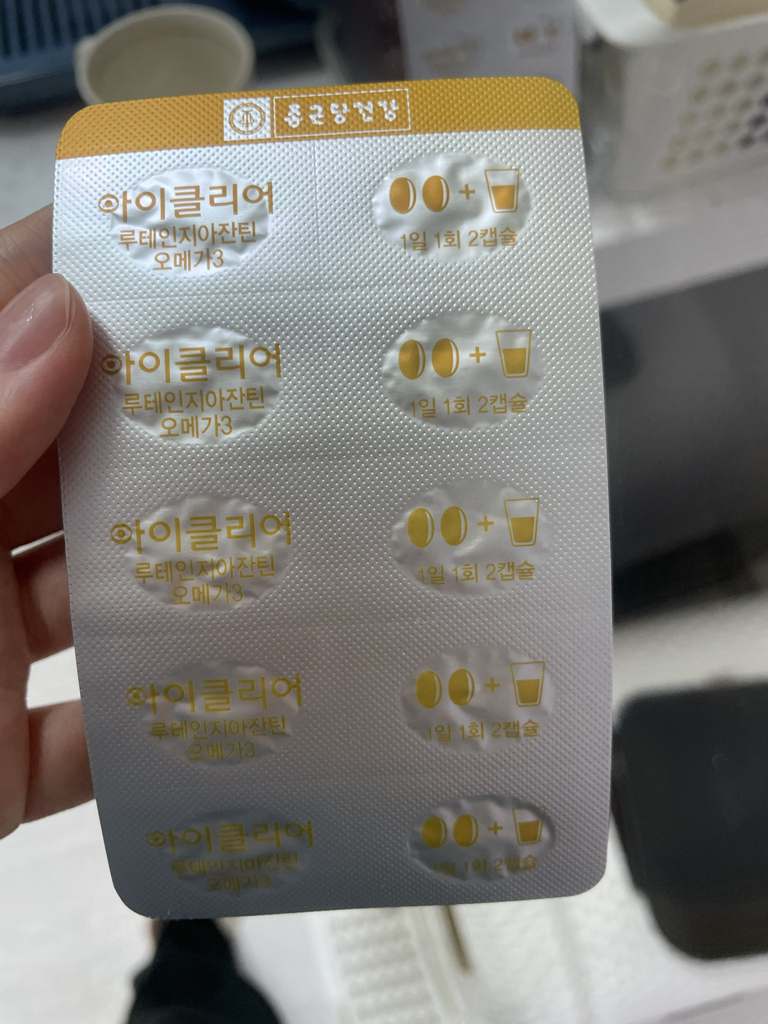 종근당건강
아이클리어
루테인지아잔틴
오메가3
+
1일 1회 2캡슐
아이클리어
루테인지아잔틴
오메가3
+
1일 1회 2캡슐
아이클리어
루테인지아잔틴
오메가3
+
1일 1회 2캡슐
아이클리어
루테인지아잔틴
오메가3
+
1일 1회 2캡슐
아이클리어
루테인지아잔틴
오메가3
+
1일 1회 2캡슐